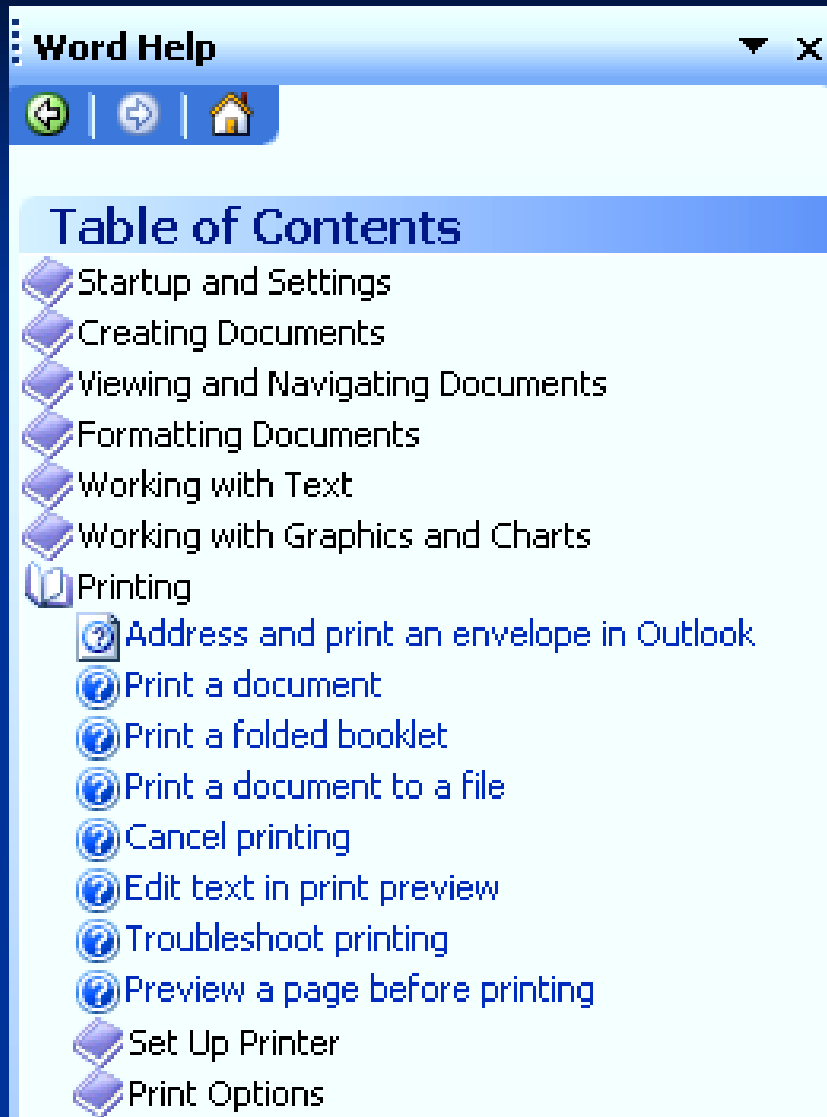 Word Help
Table of Contents
Startup and Settings
Creating Documents
Viewing and Navigating Documents
Formatting Documents
Working with Text
Working with Graphics and Charts
Printing
Address and print an envelope in Outlook
Print a document
Print a folded booklet
Print a document to a file
Cancel printing
Edit text in print preview
Troubleshoot printing
Preview a page before printing
Set Up Printer
Print Options